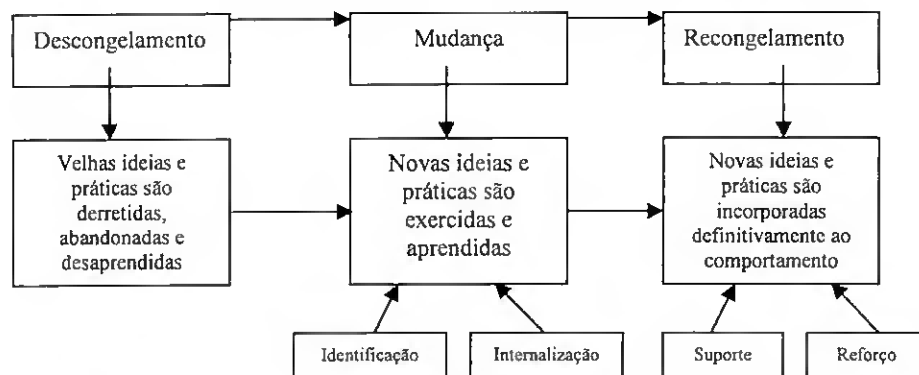 Descongelamento
Mudança
Recongelamento
Velhas ideias e
práticas são
derretidas,
abandonadas e
desaprendidas
Novas ideias e
práticas são
exercidas e
aprendidas
Novas ideias e
práticas são
incorporadas
definitivamente ao
comportamento
Identificação
Internalização
Suporte
Reforço